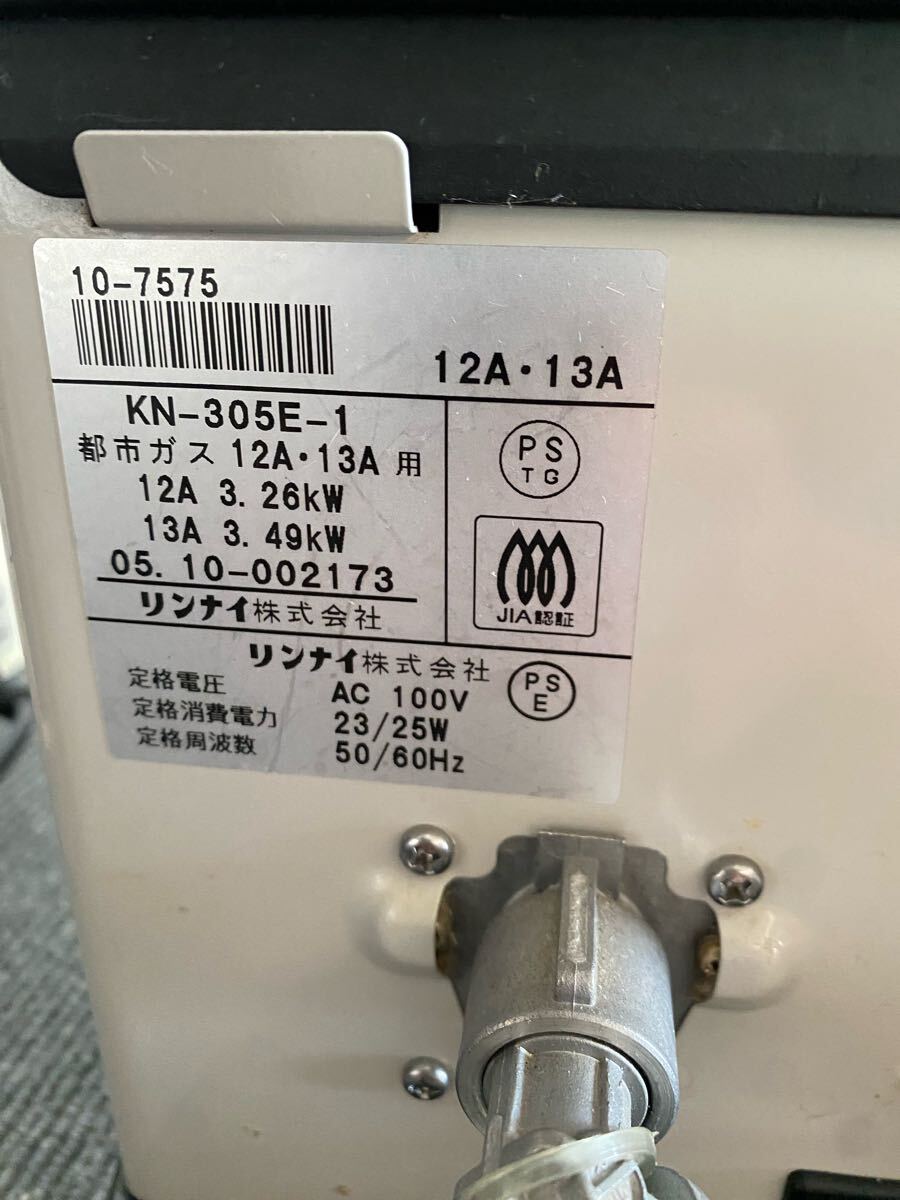 10-7575
12A・13A
KN-305E-1
都市ガス 12A・13A 用
12A 3.26kW
13A 3.49kW
05.10-002173
リンナイ株式会社
PS
TG
JIA認証
リンナイ株式会社
定格電圧 AC 100V
定格消費電力 23/25W
定格周波数 50/60Hz
PS
E